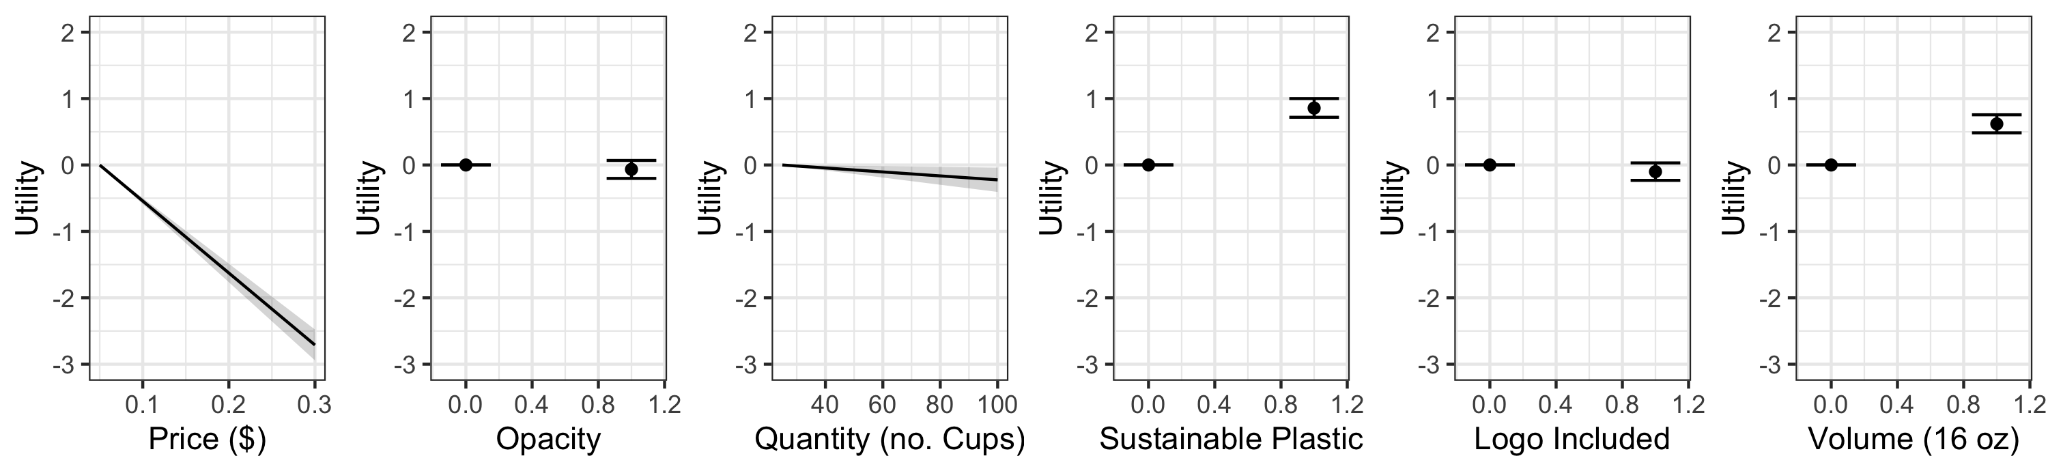 Utility
2
1
0
-1
-2
-3
0.1 0.2 0.3
Price ($)
Utility
2
1
0
-1
-2
-3
0.0 0.4 0.8 1.2
Opacity
Utility
2
1
0
-1
-2
-3
40 60 80 100
Quantity (no. Cups)
Utility
2
1
0
-1
-2
-3
0.0 0.4 0.8 1.2
Sustainable Plastic
Utility
2
1
0
-1
-2
-3
0.0 0.4 0.8 1.2
Logo Included
Utility
2
1
0
-1
-2
-3
0.0 0.4 0.8 1.2
Volume (16 oz)